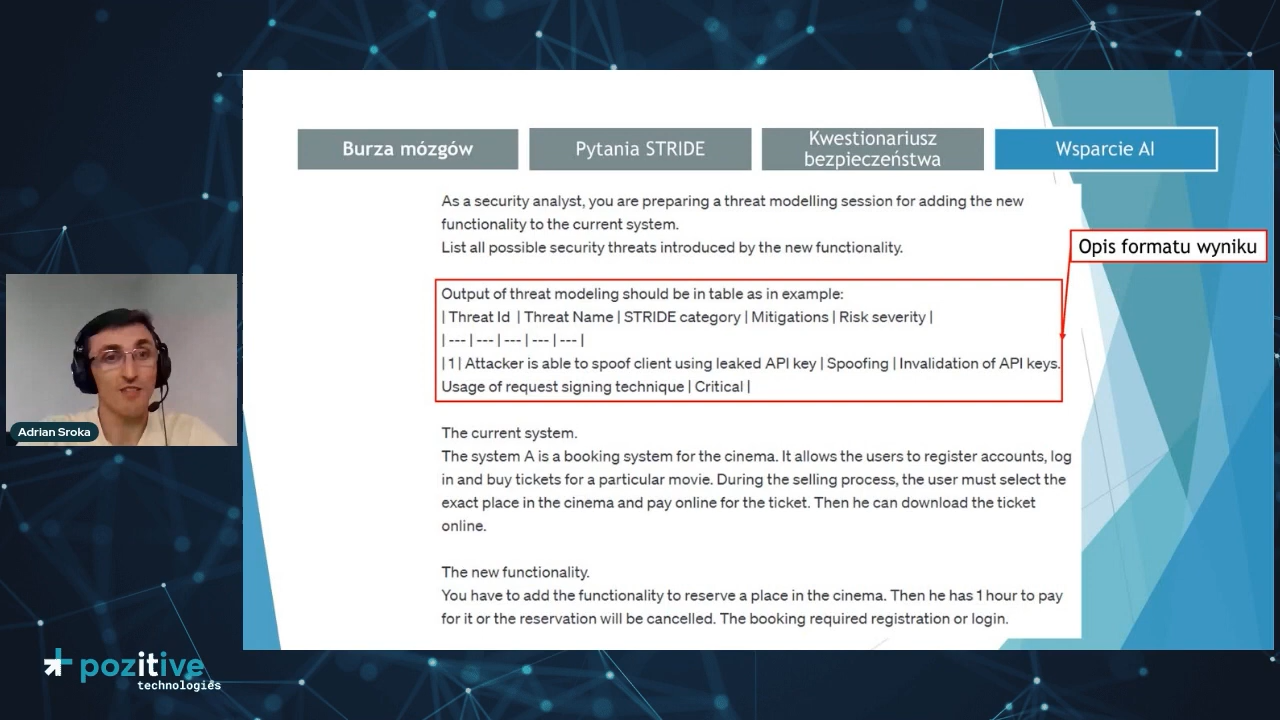 Burza mózgów
Pytania STRIDE
Kwestionariusz
bezpieczeństwa
Wsparcie AI
As a security analyst, you are preparing a threat modelling session for adding the new
functionality to the current system.
List all possible security threats introduced by the new functionality.
Opis formatu wyniku
Output of threat modeling should be in table as in example:
| Threat Id | Threat Name | STRIDE category | Mitigations | Risk severity |
| --- | --- | --- | --- | --- |
| 1 | Attacker is able to spoof client using leaked API key | Spoofing | Invalidation of API keys.
Usage of request signing technique | Critical |
The current system.
The system A is a booking system for the cinema. It allows the users to register accounts, log
in and buy tickets for a particular movie. During the selling process, the user must select the
exact place in the cinema and pay online for the ticket. Then he can download the ticket
online.
The new functionality.
You have to add the functionality to reserve a place in the cinema. Then he has 1 hour to pay
for it or the reservation will be cancelled. The booking required registration or login.
Adrian Sroka
pozitive
technologies